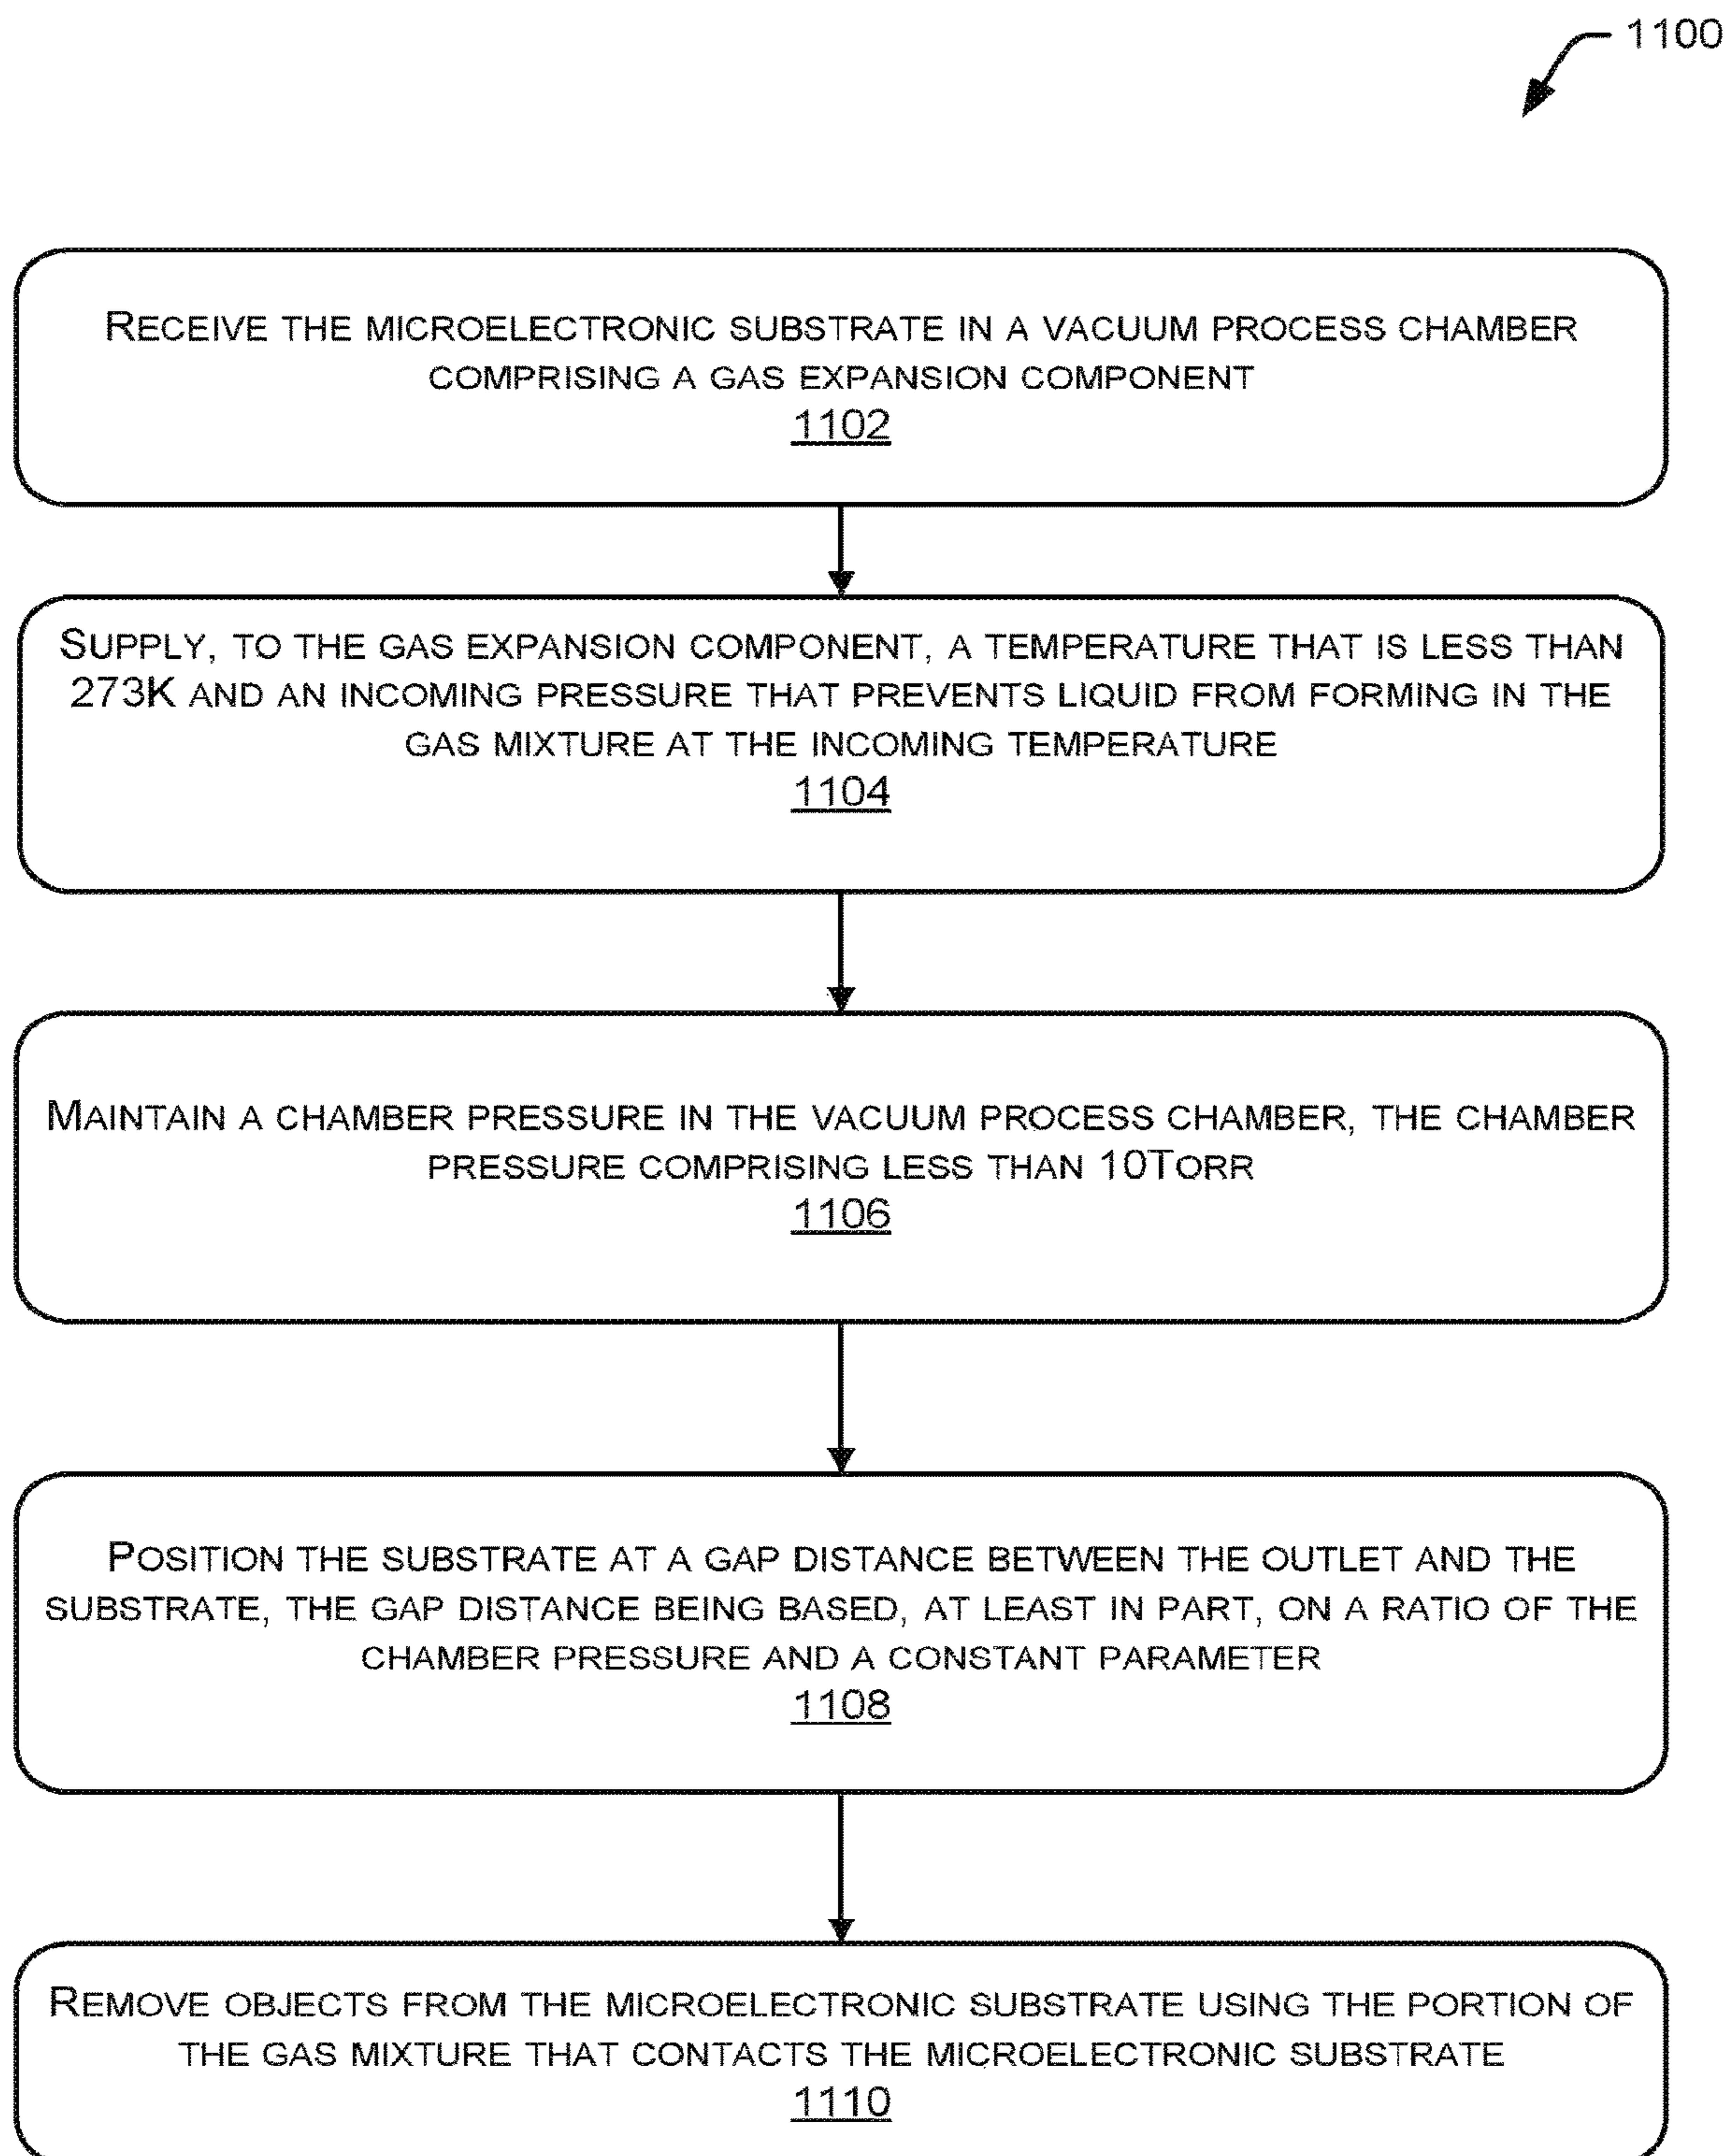 1100
RECEIVE THE MICROELECTRONIC SUBSTRATE IN A VACUUM PROCESS CHAMBER
COMPRISING A GAS EXPANSION COMPONENT
1102
SUPPLY, TO THE GAS EXPANSION COMPONENT, A TEMPERATURE THAT IS LESS THAN
273K AND AN INCOMING PRESSURE THAT PREVENTS LIQUID FROM FORMING IN THE
GAS MIXTURE AT THE INCOMING TEMPERATURE
1104
MAINTAIN A CHAMBER PRESSURE IN THE VACUUM PROCESS CHAMBER, THE CHAMBER
PRESSURE COMPRISING LESS THAN 10TORR
1106
POSITION THE SUBSTRATE AT A GAP DISTANCE BETWEEN THE OUTLET AND THE
SUBSTRATE, THE GAP DISTANCE BEING BASED, AT LEAST IN PART, ON A RATIO OF THE
CHAMBER PRESSURE AND A CONSTANT PARAMETER
1108
REMOVE OBJECTS FROM THE MICROELECTRONIC SUBSTRATE USING THE PORTION OF
THE GAS MIXTURE THAT CONTACTS THE MICROELECTRONIC SUBSTRATE
1110